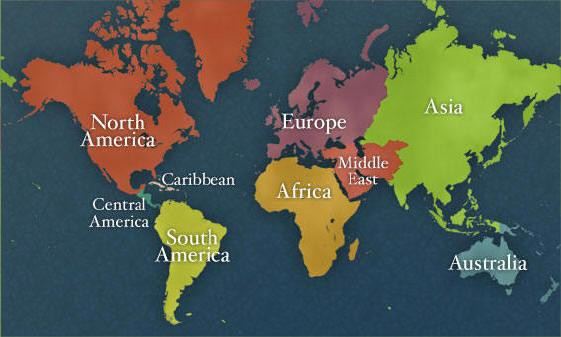 North
America
Europe
Asia
Middle
East
Caribbean
Africa
Central
America
South
America
Australia